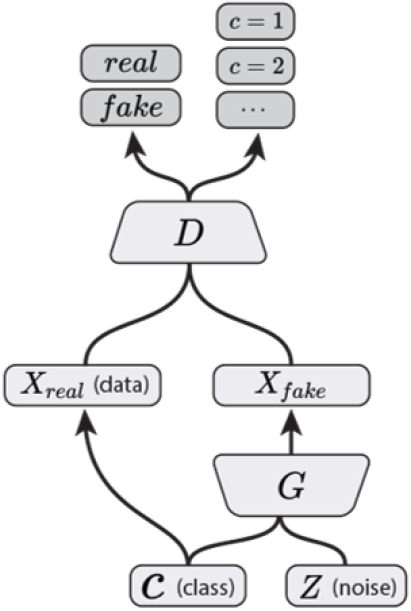 real
fake
c = 1
c = 2
...
D
X_real (data)
X_fake
G
C (class)
Z (noise)